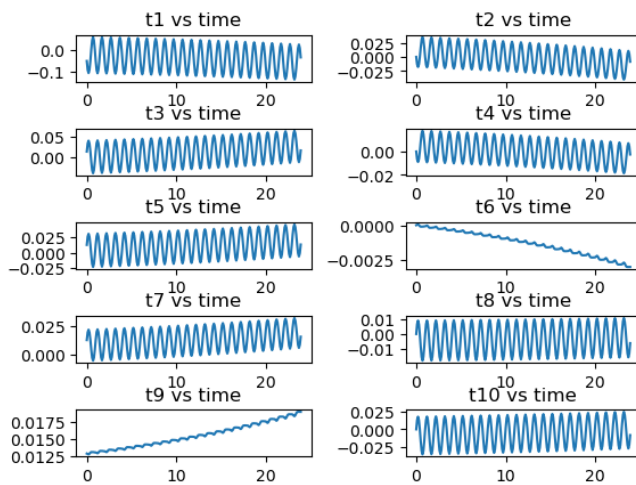 t1 vs time
t2 vs time
0.0
−0.1
0.025
0.000
−0.025
0 10 20
0 10 20
t3 vs time
t4 vs time
0.05
0.00
0.00
−0.02
0 10 20
0 10 20
t5 vs time
t6 vs time
0.025
0.000
−0.025
0.0000
−0.0025
0 10 20
0 10 20
t7 vs time
t8 vs time
0.025
0.000
0.01
0.00
−0.01
0 10 20
0 10 20
t9 vs time
t10 vs time
0.0175
0.0150
0.0125
0.025
0.000
−0.025
0 10 20
0 10 20